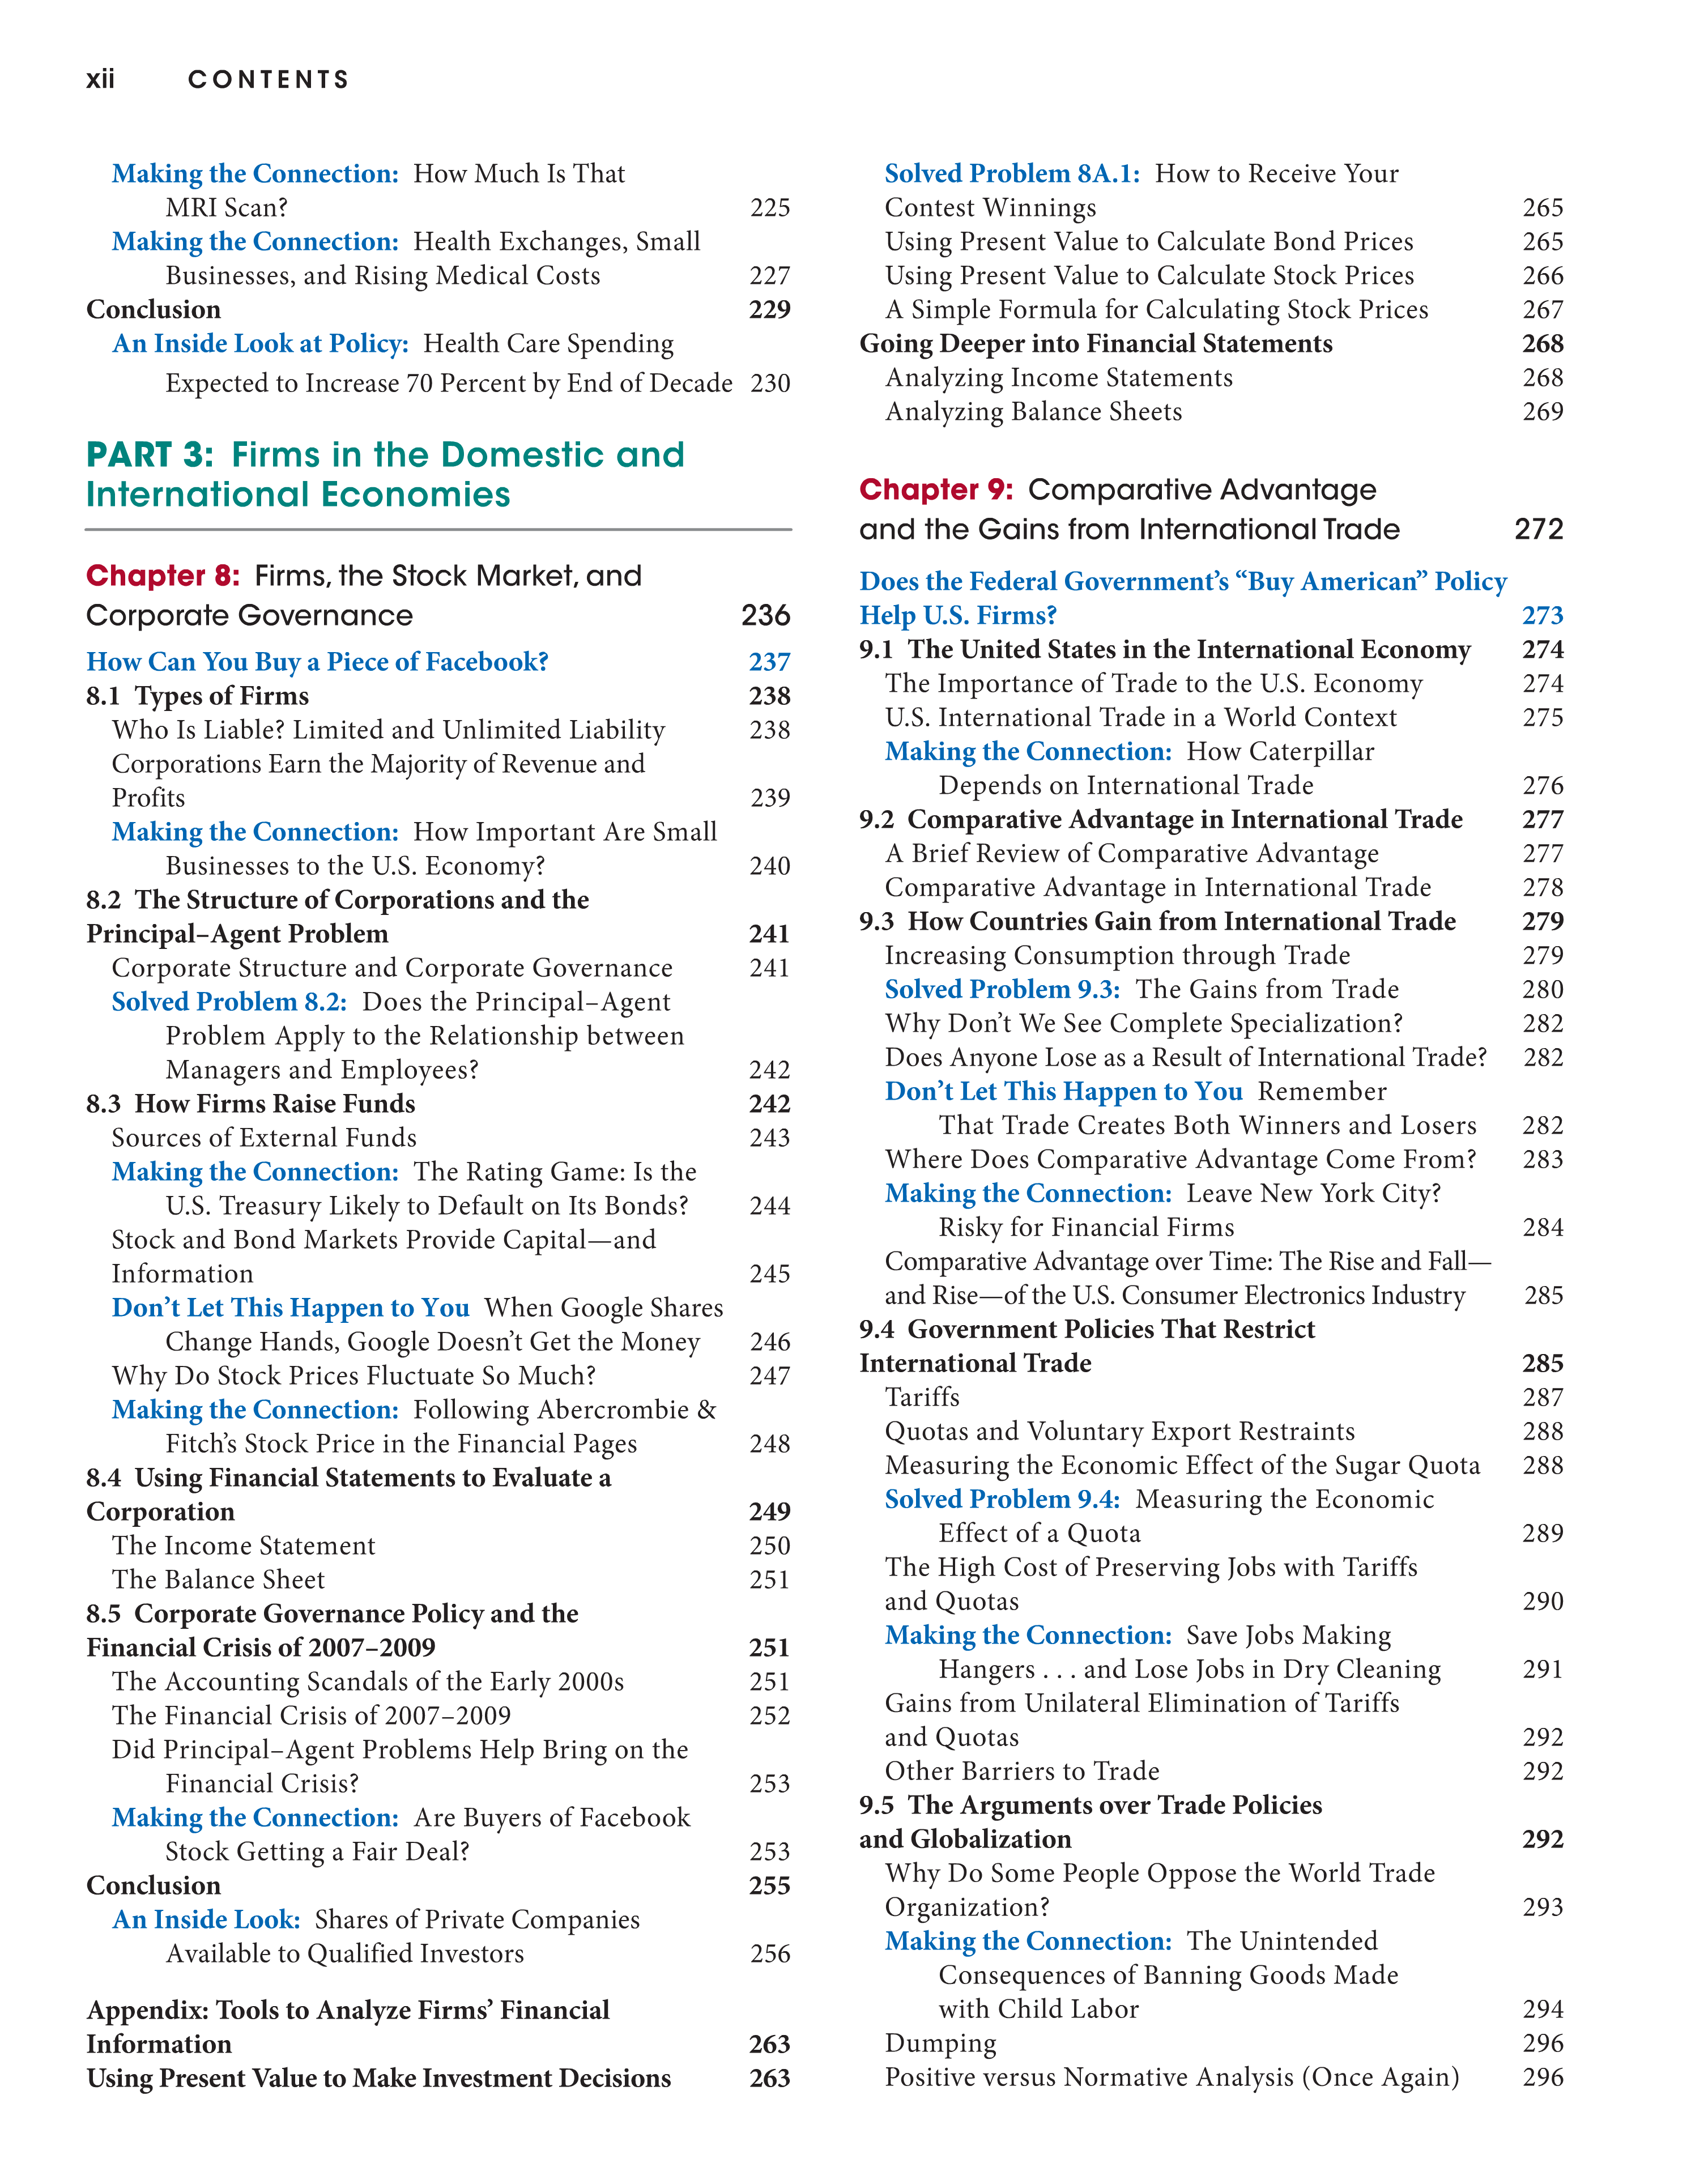 xii CONTENTS
Making the Connection: How Much Is That
MRI Scan? 225
Making the Connection: Health Exchanges, Small
Businesses, and Rising Medical Costs 227
Conclusion 229
An Inside Look at Policy: Health Care Spending
Expected to Increase 70 Percent by End of Decade 230
PART 3: Firms in the Domestic and
International Economies
Chapter 8: Firms, the Stock Market, and
Corporate Governance 236
How Can You Buy a Piece of Facebook? 237
8.1 Types of Firms 238
Who Is Liable? Limited and Unlimited Liability 238
Corporations Earn the Majority of Revenue and
Profits 239
Making the Connection: How Important Are Small
Businesses to the U.S. Economy? 240
8.2 The Structure of Corporations and the
Principal–Agent Problem 241
Corporate Structure and Corporate Governance 241
Solved Problem 8.2: Does the Principal–Agent
Problem Apply to the Relationship between
Managers and Employees? 242
8.3 How Firms Raise Funds 242
Sources of External Funds 243
Making the Connection: The Rating Game: Is the
U.S. Treasury Likely to Default on Its Bonds? 244
Stock and Bond Markets Provide Capital—and
Information 245
Don't Let This Happen to You When Google Shares
Change Hands, Google Doesn't Get the Money 246
Why Do Stock Prices Fluctuate So Much? 247
Making the Connection: Following Abercrombie &
Fitch's Stock Price in the Financial Pages 248
8.4 Using Financial Statements to Evaluate a
Corporation 249
The Income Statement 250
The Balance Sheet 251
8.5 Corporate Governance Policy and the
Financial Crisis of 2007–2009 251
The Accounting Scandals of the Early 2000s 251
The Financial Crisis of 2007–2009 252
Did Principal–Agent Problems Help Bring on the
Financial Crisis? 253
Making the Connection: Are Buyers of Facebook
Stock Getting a Fair Deal? 253
Conclusion 255
An Inside Look: Shares of Private Companies
Available to Qualified Investors 256
Appendix: Tools to Analyze Firms' Financial
Information 263
Using Present Value to Make Investment Decisions 263
Solved Problem 8A.1: How to Receive Your
Contest Winnings 265
Using Present Value to Calculate Bond Prices 265
Using Present Value to Calculate Stock Prices 266
A Simple Formula for Calculating Stock Prices 267
Going Deeper into Financial Statements 268
Analyzing Income Statements 268
Analyzing Balance Sheets 269
Chapter 9: Comparative Advantage
and the Gains from International Trade 272
Does the Federal Government's “Buy American” Policy
Help U.S. Firms? 273
9.1 The United States in the International Economy 274
The Importance of Trade to the U.S. Economy 274
U.S. International Trade in a World Context 275
Making the Connection: How Caterpillar
Depends on International Trade 276
9.2 Comparative Advantage in International Trade 277
A Brief Review of Comparative Advantage 277
Comparative Advantage in International Trade 278
9.3 How Countries Gain from International Trade 279
Increasing Consumption through Trade 279
Solved Problem 9.3: The Gains from Trade 280
Why Don't We See Complete Specialization? 282
Does Anyone Lose as a Result of International Trade? 282
Don't Let This Happen to You Remember
That Trade Creates Both Winners and Losers 282
Where Does Comparative Advantage Come From? 283
Making the Connection: Leave New York City?
Risky for Financial Firms 284
Comparative Advantage over Time: The Rise and Fall—
and Rise—of the U.S. Consumer Electronics Industry 285
9.4 Government Policies That Restrict
International Trade 285
Tariffs 287
Quotas and Voluntary Export Restraints 288
Measuring the Economic Effect of the Sugar Quota 288
Solved Problem 9.4: Measuring the Economic
Effect of a Quota 289
The High Cost of Preserving Jobs with Tariffs
and Quotas 290
Making the Connection: Save Jobs Making
Hangers . . . and Lose Jobs in Dry Cleaning 291
Gains from Unilateral Elimination of Tariffs
and Quotas 292
Other Barriers to Trade 292
9.5 The Arguments over Trade Policies
and Globalization 292
Why Do Some People Oppose the World Trade
Organization? 293
Making the Connection: The Unintended
Consequences of Banning Goods Made
with Child Labor 294
Dumping 296
Positive versus Normative Analysis (Once Again) 296